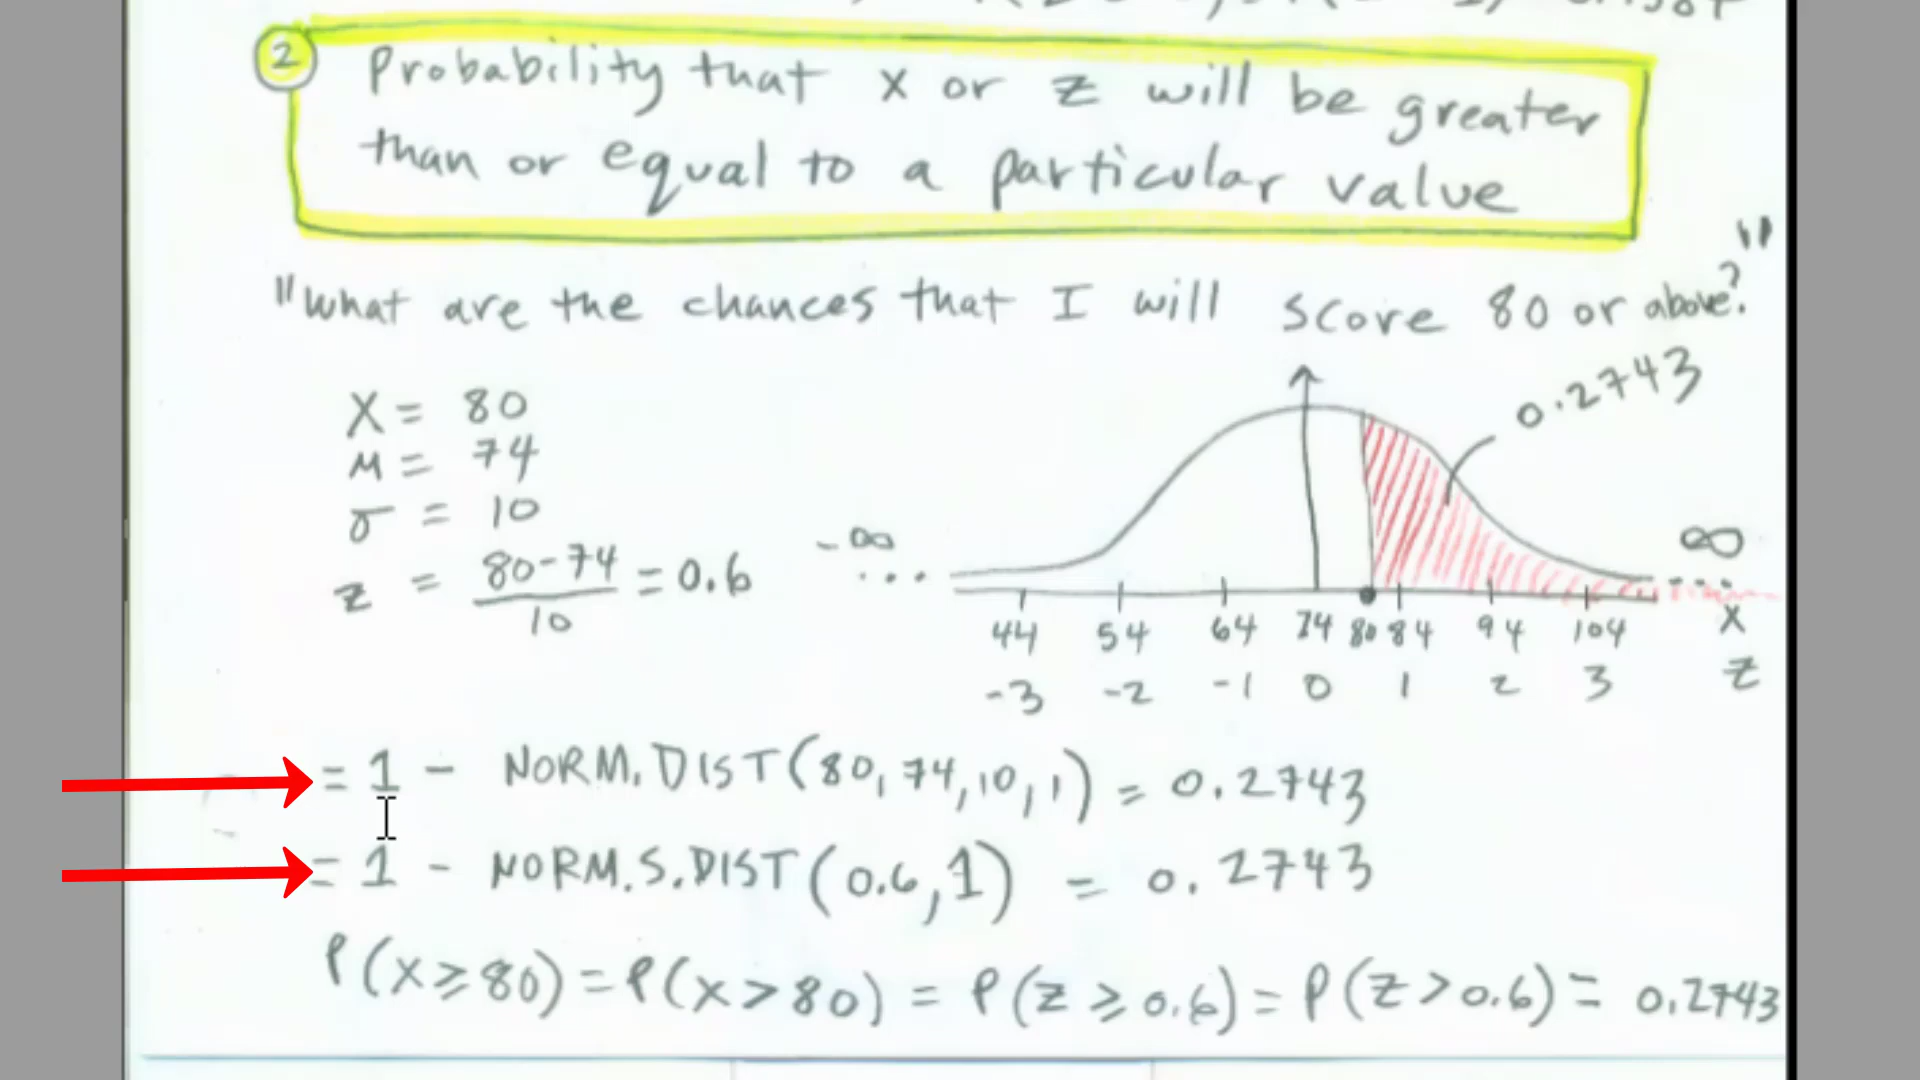 2 Probability that x or z will be greater
than or equal to a particular value
"What are the chances that I will score 80 or above?"
X = 80
μ = 74
σ = 10
z = 80-74 / 10 = 0.6
0.2743
-∞ ... ∞ ...
44 54 64 74 80 84 94 104 X
-3 -2 -1 0 1 2 3 Z
= 1 - NORM.DIST(80,74,10,1) = 0.2743
= 1 - NORM.S.DIST(0.6,1) = 0.2743
P(x≥80) = P(x>80) = P(z≥0.6) = P(z>0.6) = 0.2743